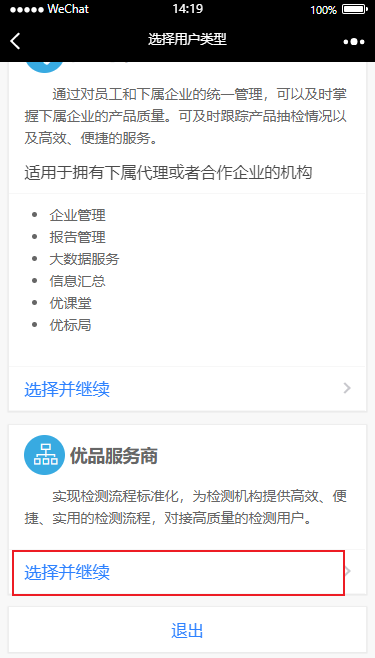 WeChat 14:19 100%
选择用户类型
通过对员工和下属企业的统一管理，可以及时掌
握下属企业的产品质量。可及时跟踪产品抽检情况以
及高效、便捷的服务。
适用于拥有下属代理或者合作企业的机构
企业管理
报告管理
大数据服务
信息汇总
优课堂
优标局
选择并继续
优品服务商
实现检测流程标准化，为检测机构提供高效、便
捷、实用的检测流程，对接高质量的检测用户。
选择并继续
退出